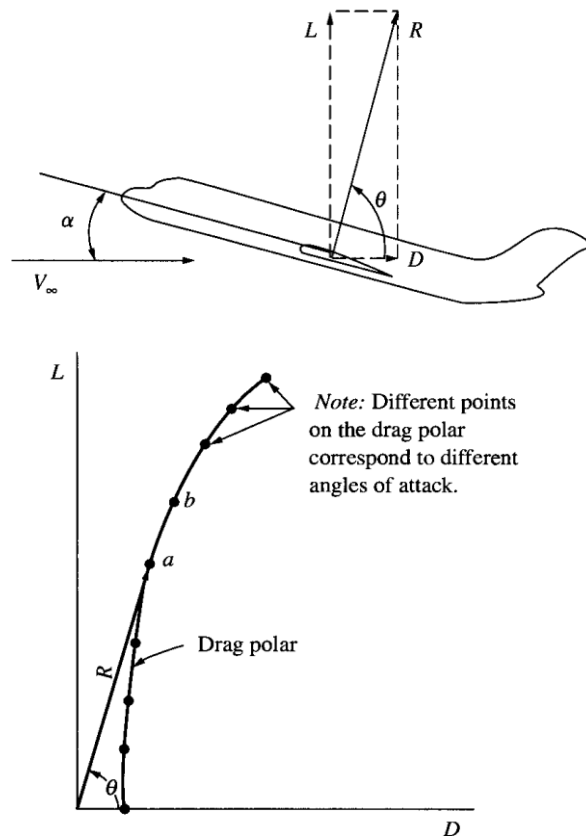 L
R
θ
α
D
V∞
L
Note: Different points
on the drag polar
correspond to different
angles of attack.
b
a
Drag polar
R
θ
D